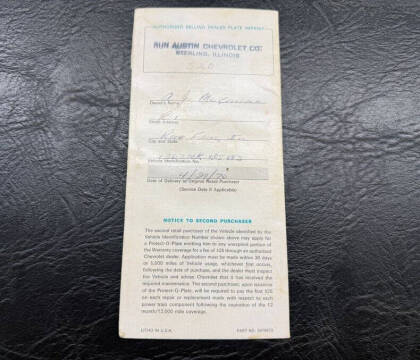 AUTHORIZED SELLING DEALER PLATE IMPRINT
RUN AUSTIN CHEVROLET CO.
STERLING, ILLINOIS
Owner's Name
R.1
Street Address
City and State
Vehicle Identification No.
4/29/70
Date of Delivery to Original Retail Purchaser
(Service Date if Applicable)
NOTICE TO SECOND PURCHASER
The second retail purchaser of the Vehicle identified by the
Vehicle Identification Number shown above may apply for
a Protect-O-Plate entitling him to any unexpired portion of
the Warranty coverage for a fee of $25 through an authorized
Chevrolet dealer. Application must be made within 30 days
or 5,000 miles of Vehicle usage, whichever first occurs,
following the date of purchase, and the dealer must inspect
the Vehicle and advise Chevrolet that it has received the
required maintenance. The second purchaser, upon issuance
of the Protect-O-Plate, will be required to pay the first $25
on each repair or replacement made with respect to each
power train component following the expiration of the 12
month/12,000 mile coverage.
LITHO IN U.S.A.
PART NO.